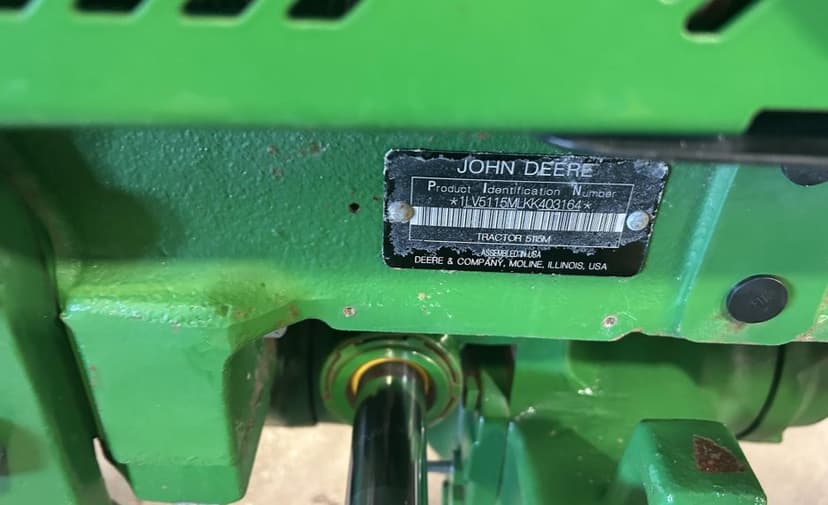 JOHN DEERE
Product Identification Number
*1LV5115MLKK403164*
TRACTOR 5115M
ASSEMBLED IN USA
DEERE & COMPANY, MOLINE, ILLINOIS, USA